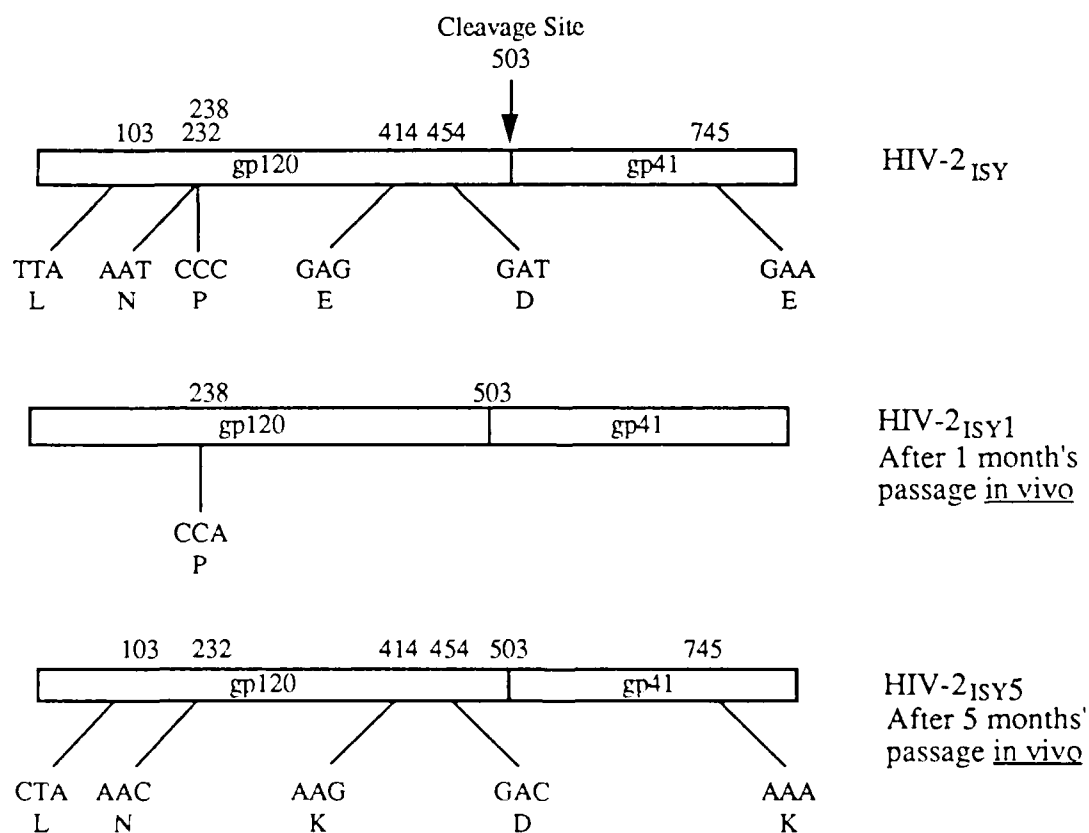 Cleavage Site
503
238
103 232 414 454 745
gp120 gp41
HIV-2ISY
TTA AAT CCC GAG GAT GAA
L N P E D E
238 503
gp120 gp41
HIV-2ISY1
After 1 month's
passage in vivo
CCA
P
103 232 414 454 503 745
gp120 gp41
HIV-2ISY5
After 5 months'
passage in vivo
CTA AAC AAG GAC AAA
L N K D K